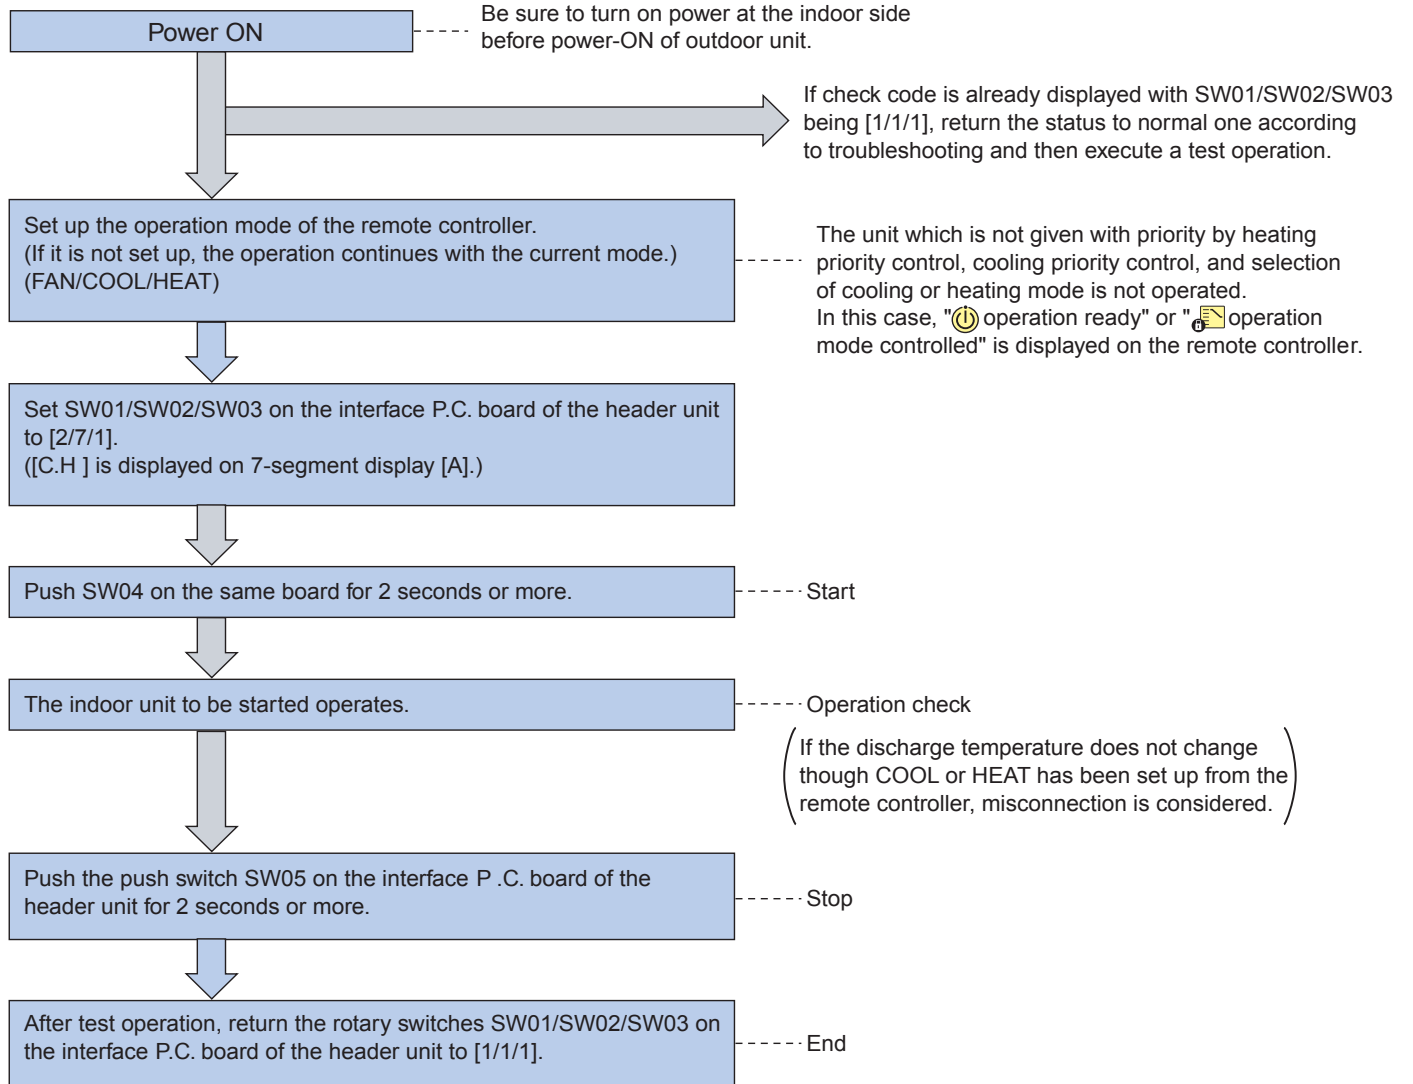 Power ON
Be sure to turn on power at the indoor side
before power-ON of outdoor unit.
If check code is already displayed with SW01/SW02/SW03
being [1/1/1], return the status to normal one according
to troubleshooting and then execute a test operation.
Set up the operation mode of the remote controller.
(If it is not set up, the operation continues with the current mode.)
(FAN/COOL/HEAT)
The unit which is not given with priority by heating
priority control, cooling priority control, and selection
of cooling or heating mode is not operated.
In this case, " operation ready" or " operation
mode controlled" is displayed on the remote controller.
Set SW01/SW02/SW03 on the interface P.C. board of the header unit
to [2/7/1].
([C.H ] is displayed on 7-segment display [A].)
Push SW04 on the same board for 2 seconds or more.
Start
The indoor unit to be started operates.
Operation check
If the discharge temperature does not change
though COOL or HEAT has been set up from the
remote controller, misconnection is considered.
Push the push switch SW05 on the interface P .C. board of the
header unit for 2 seconds or more.
Stop
After test operation, return the rotary switches SW01/SW02/SW03 on
the interface P.C. board of the header unit to [1/1/1].
End